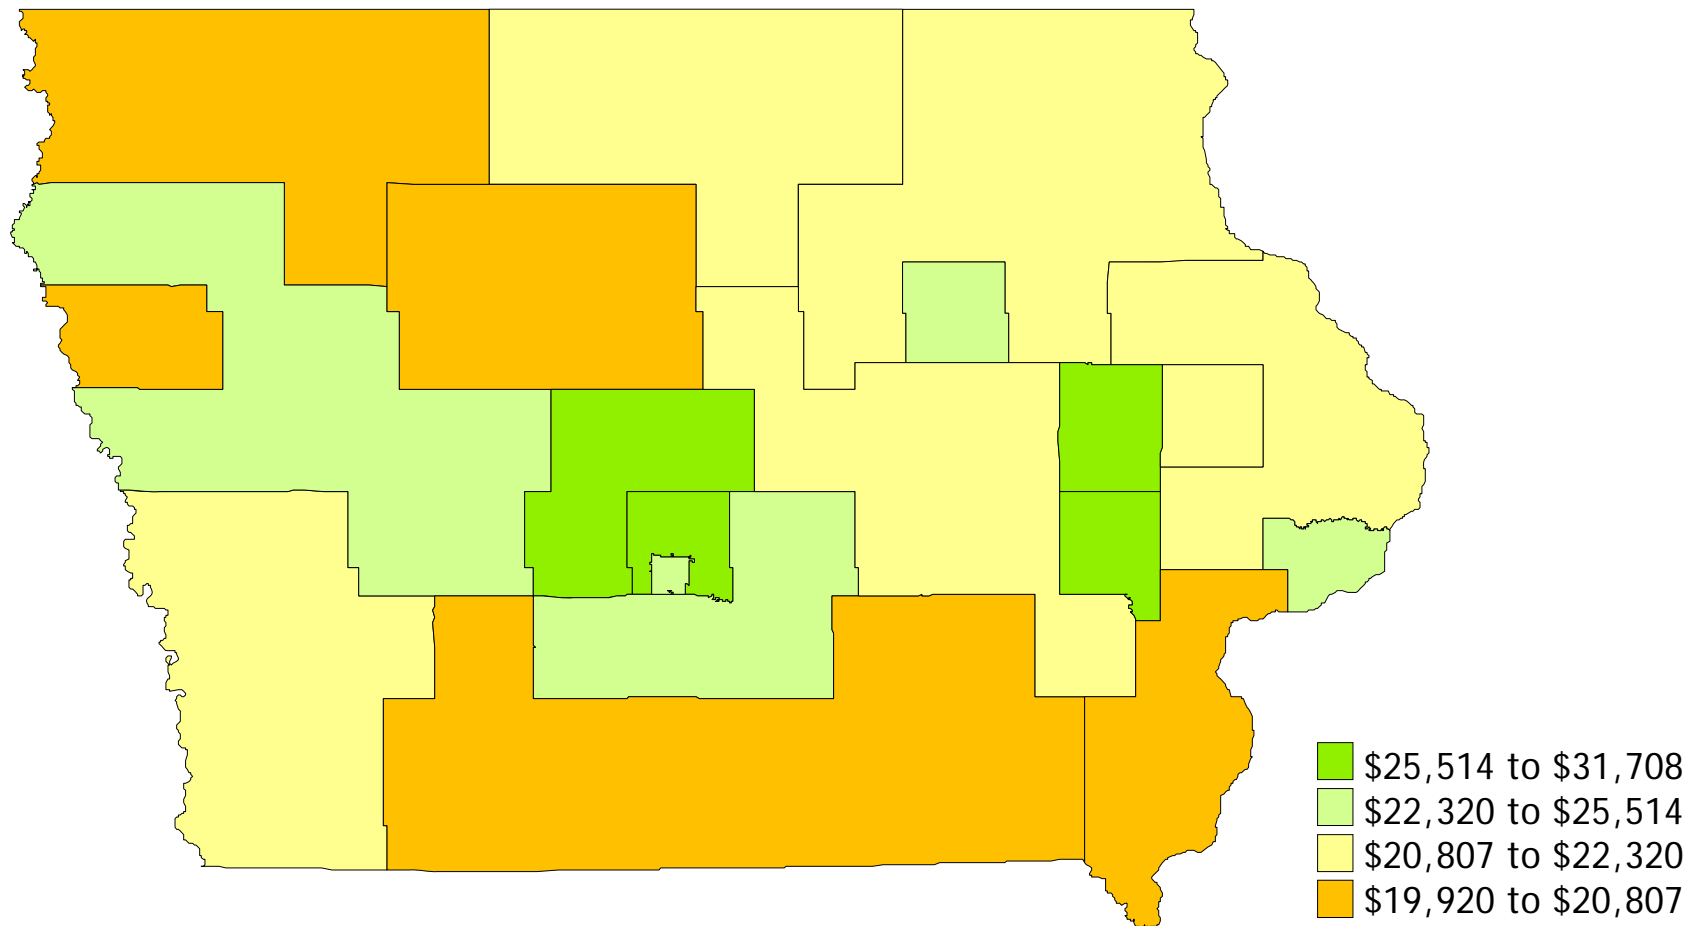 $25,514 to $31,708
$22,320 to $25,514
$20,807 to $22,320
$19,920 to $20,807